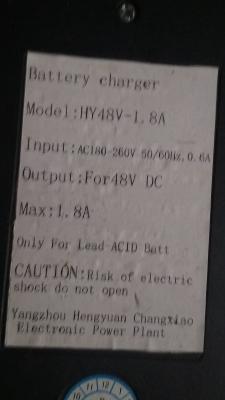 Battery charger
Model:HY48V-1.8A
Input:AC180-260V 50/60Hz,0.6A
Output:For48V DC
Max:1.8A
Only For Lead ACID Batt
CAUTION:Risk of electric
shock do not open
Yangzhou Hengyuan Changxiao
Electronic Power Plant